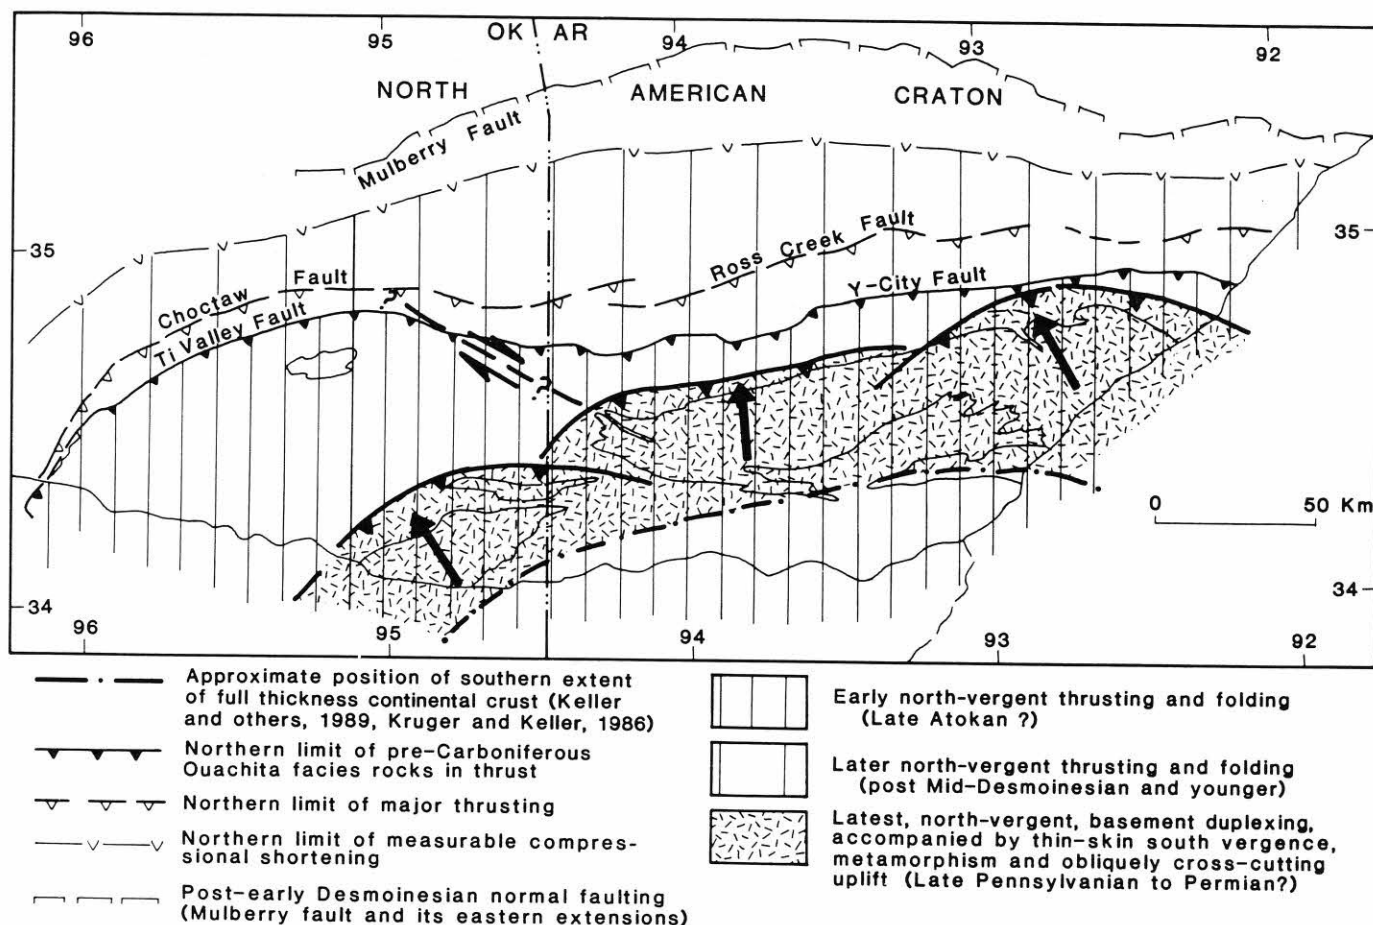 96
95
OK AR
94
93
92
NORTH
AMERICAN
CRATON
Mulberry Fault
35
35
Ross Creek Fault
Choctaw Fault
Y-City Fault
Ti Valley Fault
?
?
0 50 Km
34
34
96
95
94
93
92
Approximate position of southern extent
of full thickness continental crust (Keller
and others, 1989, Kruger and Keller, 1986)
Northern limit of pre-Carboniferous
Ouachita facies rocks in thrust
Northern limit of major thrusting
Northern limit of measurable compres-
sional shortening
Post-early Desmoinesian normal faulting
(Mulberry fault and its eastern extensions)
Early north-vergent thrusting and folding
(Late Atokan ?)
Later north-vergent thrusting and folding
(post Mid-Desmoinesian and younger)
Latest, north-vergent, basement duplexing,
accompanied by thin-skin south vergence,
metamorphism and obliquely cross-cutting
uplift (Late Pennsylvanian to Permian?)